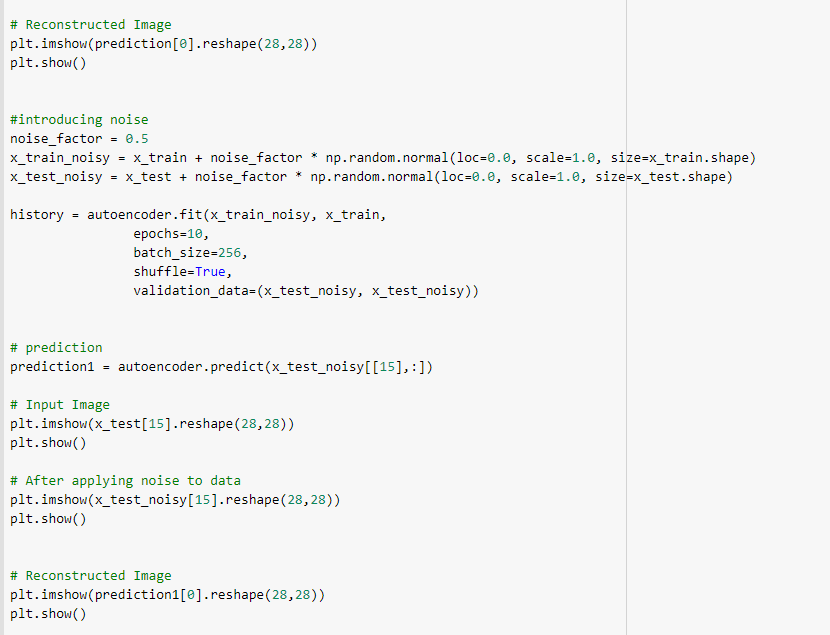 # Reconstructed Image
plt.imshow(prediction[0].reshape(28,28))
plt.show()
#introducing noise
noise_factor = 0.5
x_train_noisy = x_train + noise_factor * np.random.normal(loc=0.0, scale=1.0, size=x_train.shape)
x_test_noisy = x_test + noise_factor * np.random.normal(loc=0.0, scale=1.0, size=x_test.shape)
history = autoencoder.fit(x_train_noisy, x_train,
                epochs=10,
                batch_size=256,
                shuffle=True,
                validation_data=(x_test_noisy, x_test_noisy))
# prediction
prediction1 = autoencoder.predict(x_test_noisy[[15],:])
# Input Image
plt.imshow(x_test[15].reshape(28,28))
plt.show()
# After applying noise to data
plt.imshow(x_test_noisy[15].reshape(28,28))
plt.show()
# Reconstructed Image
plt.imshow(prediction1[0].reshape(28,28))
plt.show()